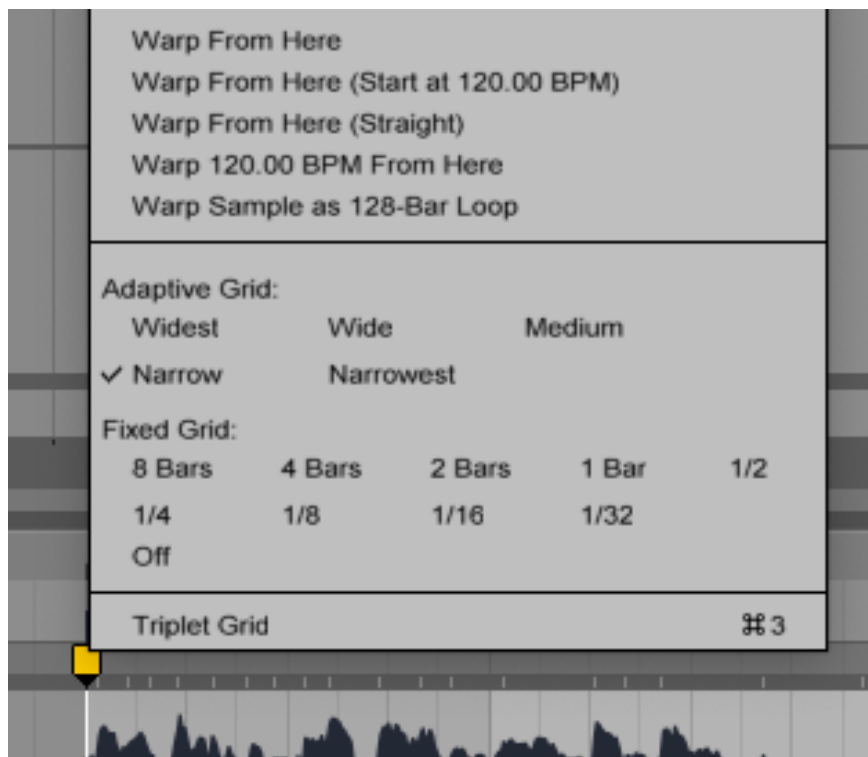 Warp From Here
Warp From Here (Start at 120.00 BPM)
Warp From Here (Straight)
Warp 120.00 BPM From Here
Warp Sample as 128-Bar Loop
Adaptive Grid:
Widest Wide Medium
✓ Narrow Narrowest
Fixed Grid:
8 Bars 4 Bars 2 Bars 1 Bar 1/2
1/4 1/8 1/16 1/32
Off
Triplet Grid ⌘3